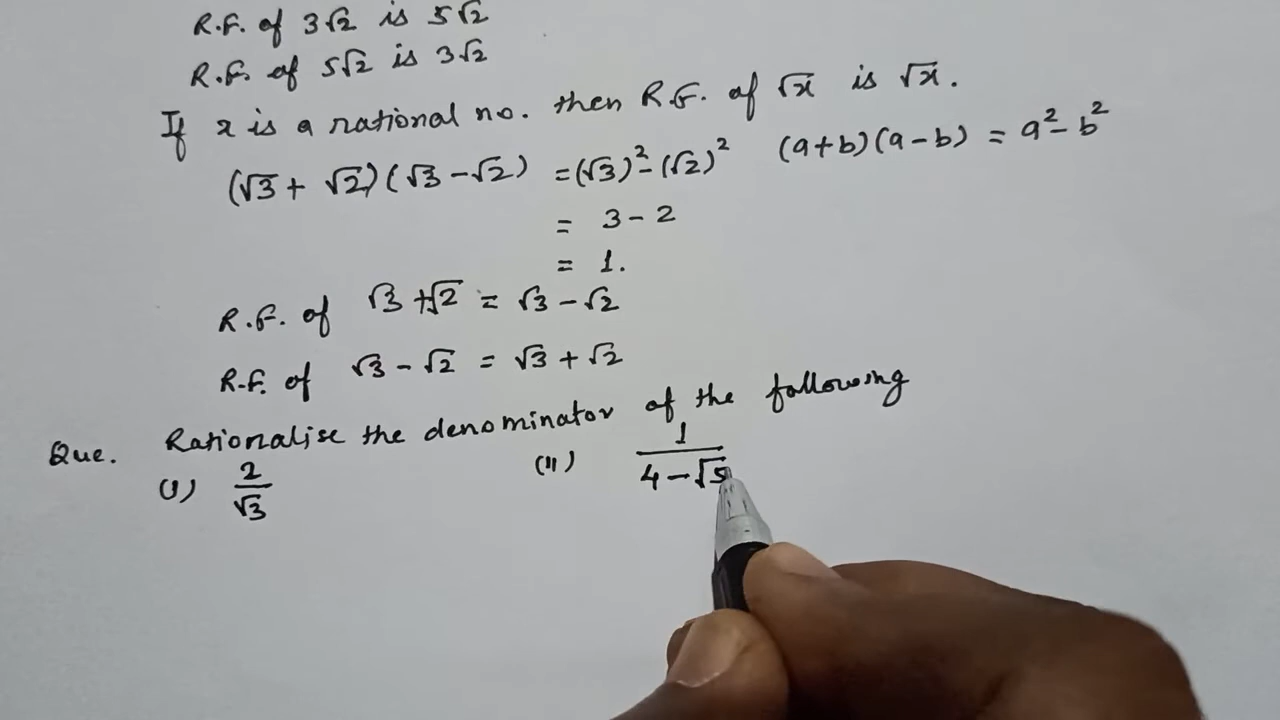 R.F. of 3√2 is 5√2
R.F. of 5√2 is 3√2
If x is a rational no. then R.F. of √x is √x.
(√3 + √2)(√3 - √2) = (√3)² - (√2)² (a+b)(a-b) = a² - b²
= 3 - 2
= 1.
R.F. of √3 + √2 = √3 - √2
R.F. of √3 - √2 = √3 + √2
Que. Rationalise the denominator of the following
(i) 2/√3 (ii) 1/(4-√5